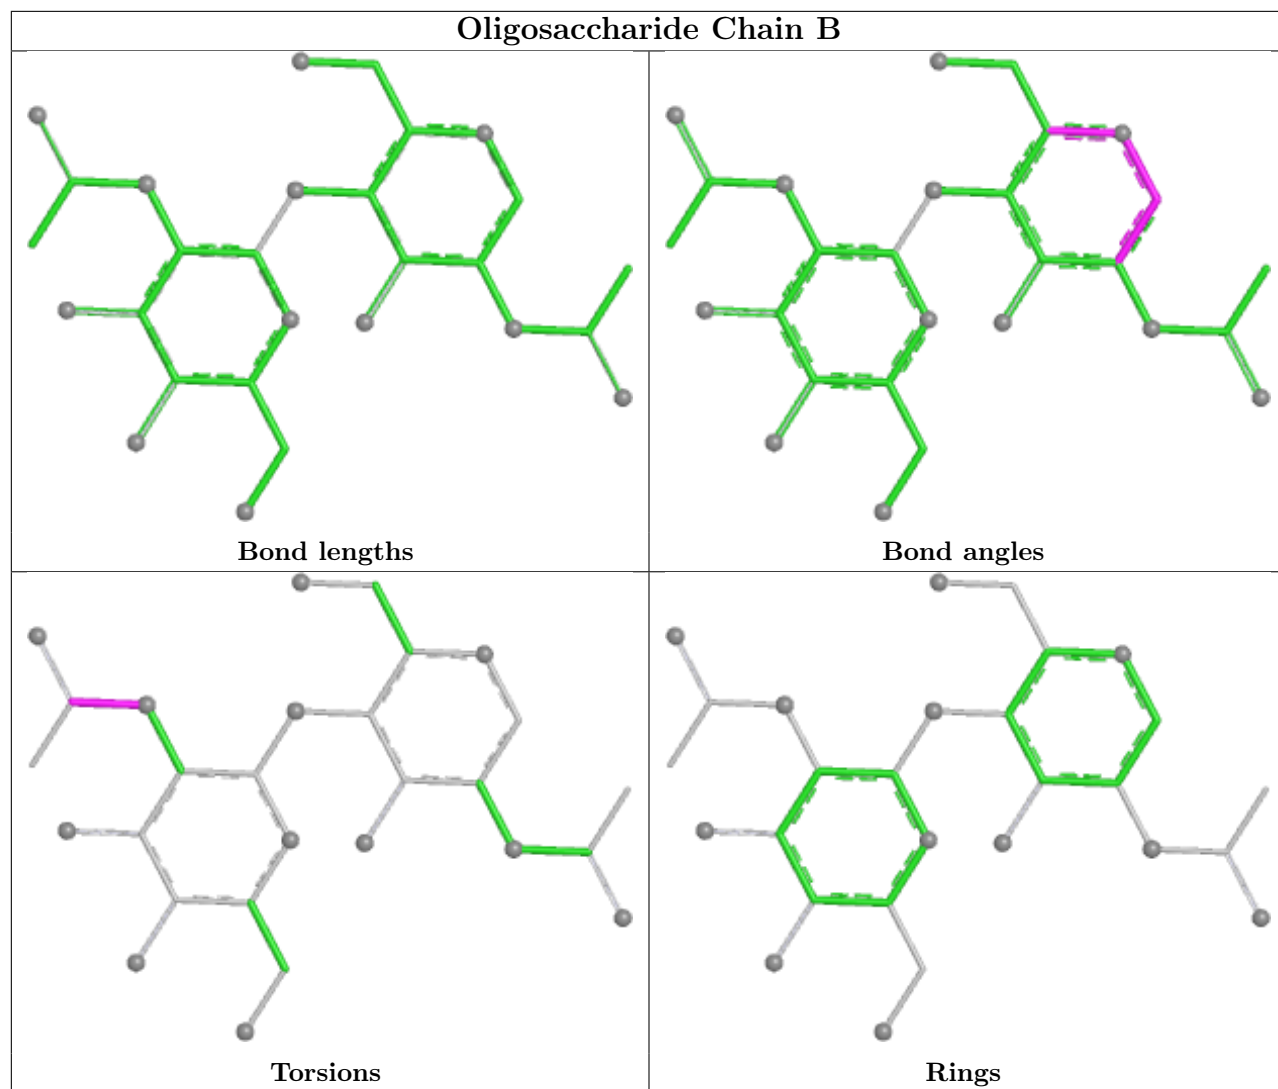 Oligosaccharide Chain B
Bond lengths
Bond angles
Torsions
Rings